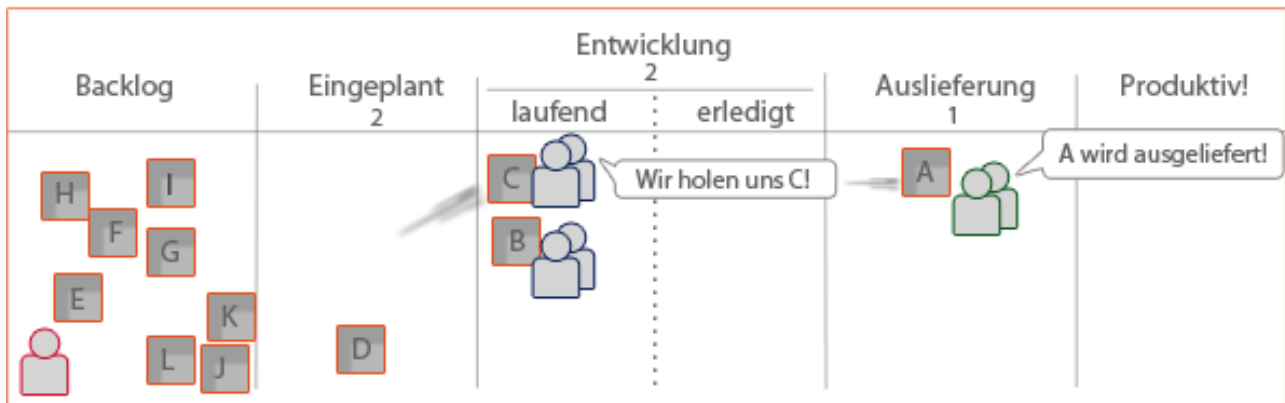 Entwicklung
2
Backlog
Eingeplant
2
laufend
erledigt
Auslieferung
1
Produktiv!
H
I
F
G
E
K
L
J
D
C
Wir holen uns C!
B
A
A wird ausgeliefert!